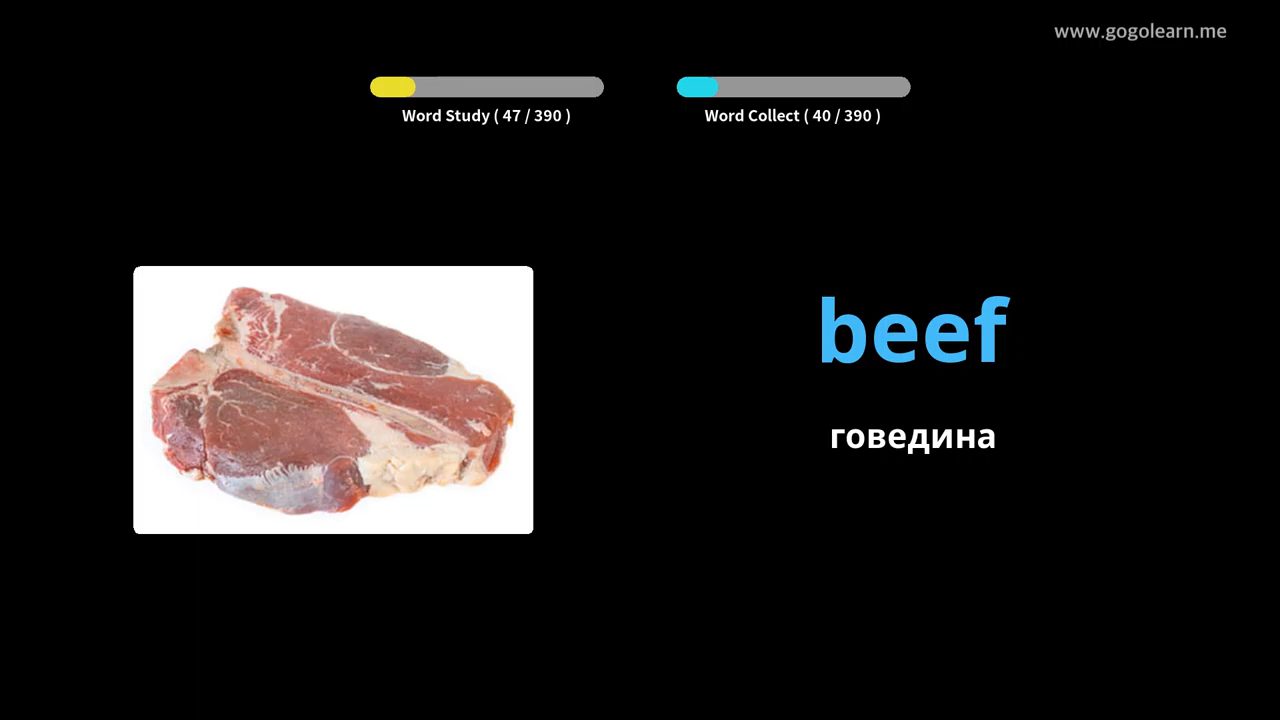 www.gogolearn.me
Word Study ( 47 / 390 )
Word Collect ( 40 / 390 )
beef
говедина